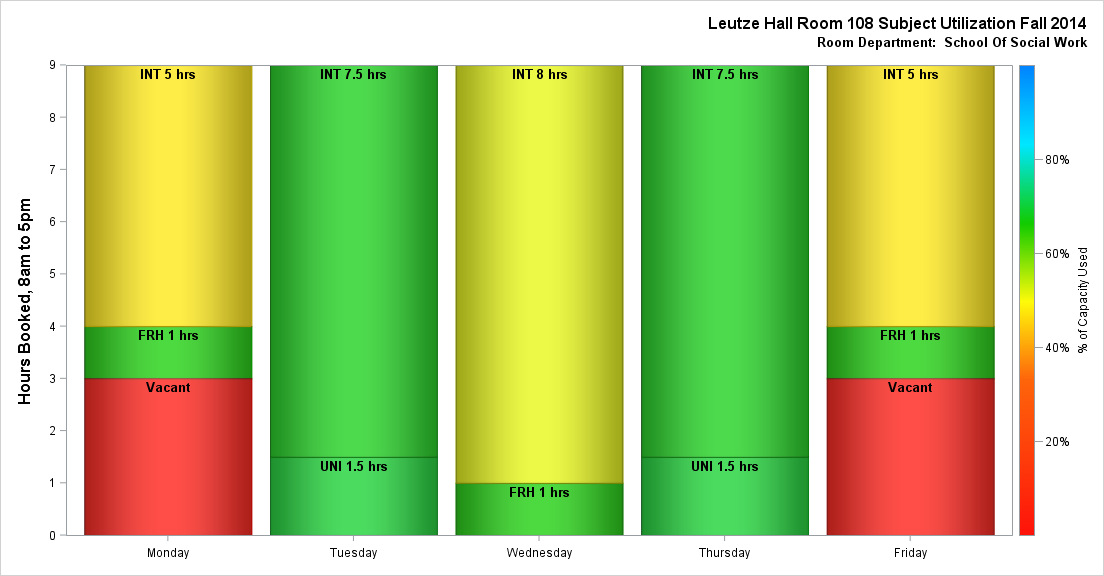 Leutze Hall Room 108 Subject Utilization Fall 2014
Room Department:  School Of Social Work
Hours Booked, 8am to 5pm
9
8
7
6
5
4
3
2
1
0
INT 5 hrs
FRH 1 hrs
Vacant
INT 7.5 hrs
UNI 1.5 hrs
INT 8 hrs
FRH 1 hrs
INT 7.5 hrs
UNI 1.5 hrs
INT 5 hrs
FRH 1 hrs
Vacant
Monday
Tuesday
Wednesday
Thursday
Friday
80%
60%
40%
20%
% of Capacity Used